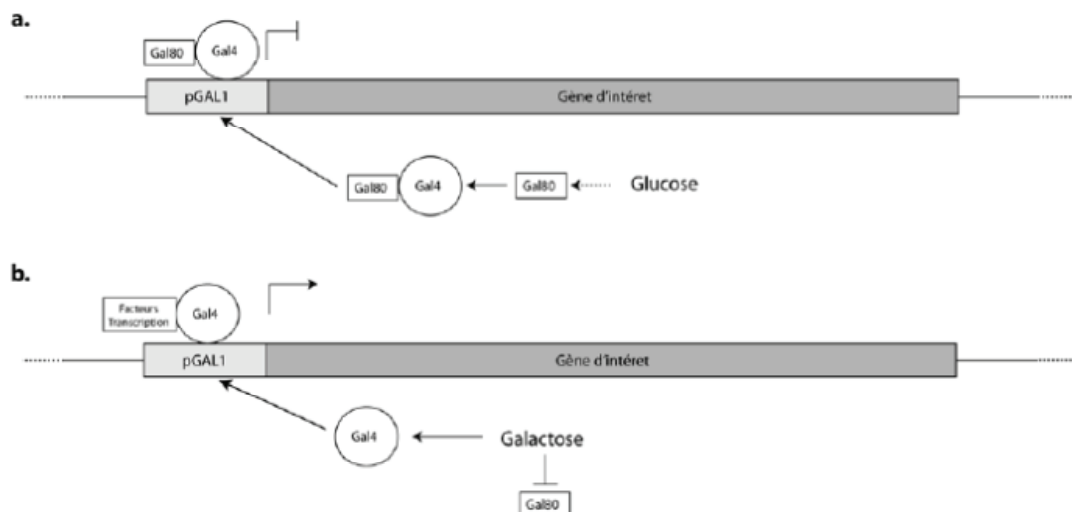 a.
Gal80 Gal4
pGAL1 Gène d'intéret
Gal80 Gal4 Gal80 Glucose
b.
Facteurs
Transcription
Gal4
pGAL1 Gène d'intéret
Gal4 Galactose
Gal80